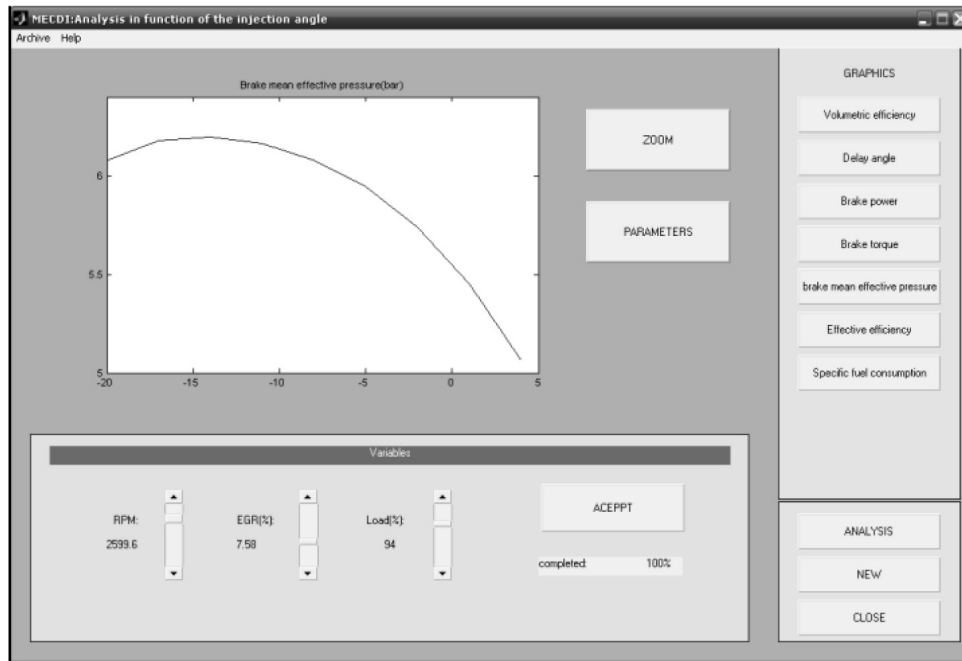 MECDI:Analysis in function of the injection angle
Archive Help
Brake mean effective pressure(bar)
6
5.5
5
-20 -15 -10 -5 0 5
ZOOM
PARAMETERS
GRAPHICS
Volumetric efficiency
Delay angle
Brake power
Brake torque
brake mean effective pressure
Effective efficiency
Specific fuel consumption
Variables
RPM:
2599.6
EGR(%):
7.58
Load(%):
94
ACEPPT
completed: 100%
ANALYSIS
NEW
CLOSE